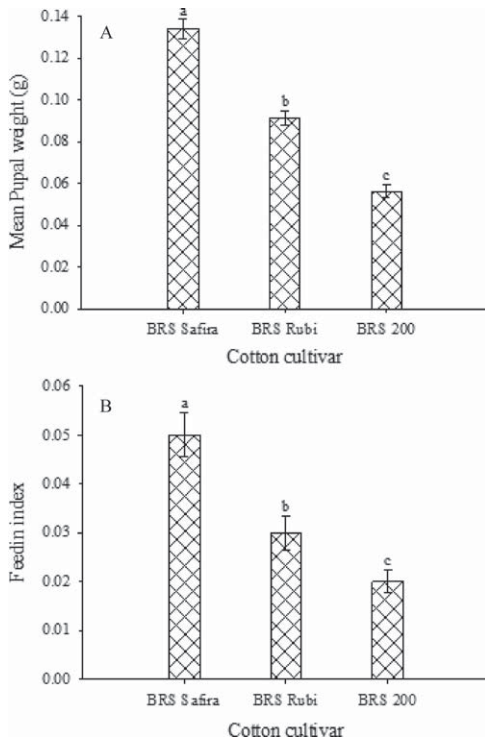 A
Mean Pupal weight (g)
0.14
0.12
0.10
0.08
0.06
0.04
0.02
0.00
a
b
c
BRS Safira BRS Rubi BRS 200
Cotton cultivar
B
Feedin index
0.06
0.05
0.04
0.03
0.02
0.01
0.00
a
b
c
BRS Safira BRS Rubi BRS 200
Cotton cultivar